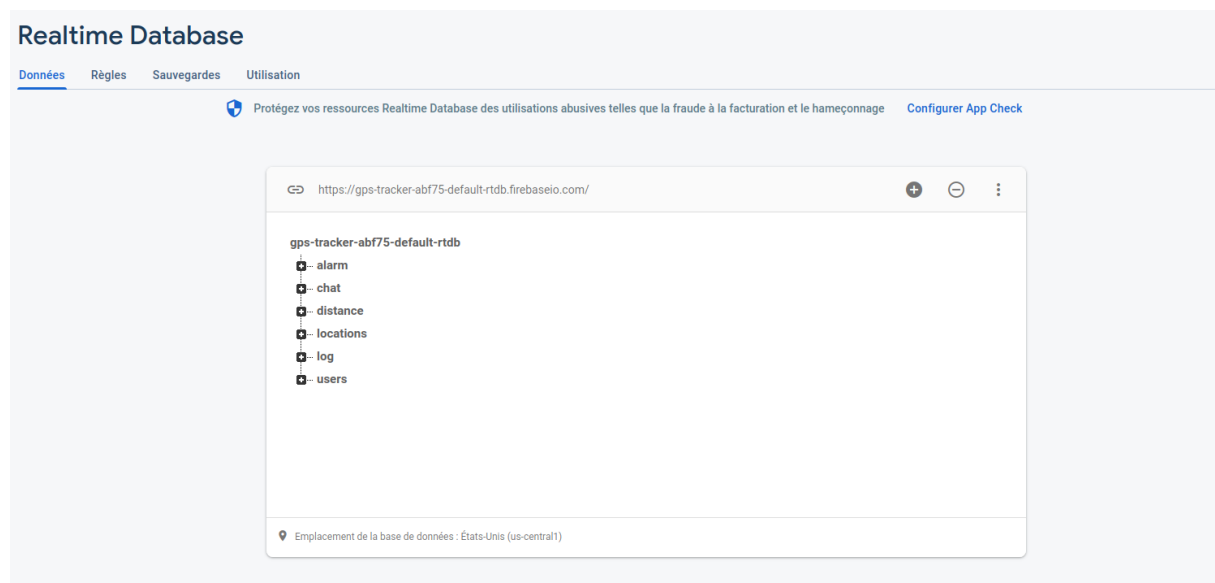 Realtime Database
Données Règles Sauvegardes Utilisation
Protégez vos ressources Realtime Database des utilisations abusives telles que la fraude à la facturation et le hameçonnage Configurer App Check
https://gps-tracker-abf75-default-rtdb.firebaseio.com/
gps-tracker-abf75-default-rtdb
alarm
chat
distance
locations
log
users
Emplacement de la base de données : États-Unis (us-central1)